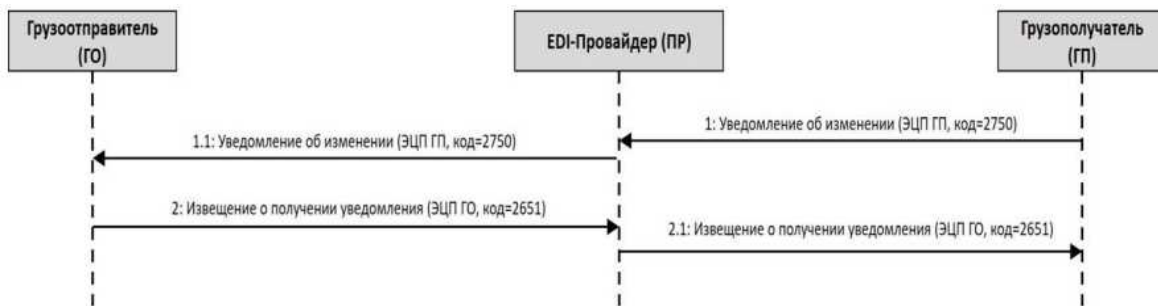 Грузоотправитель
(ГО)
EDI-Провайдер (ПР)
Грузополучатель
(ГП)
1: Уведомление об изменении (ЭЦП ГП, код=2750)
1.1: Уведомление об изменении (ЭЦП ГП, код=2750)
2: Извещение о получении уведомления (ЭЦП ГО, код=2651)
2.1: Извещение о получении уведомления (ЭЦП ГО, код=2651)